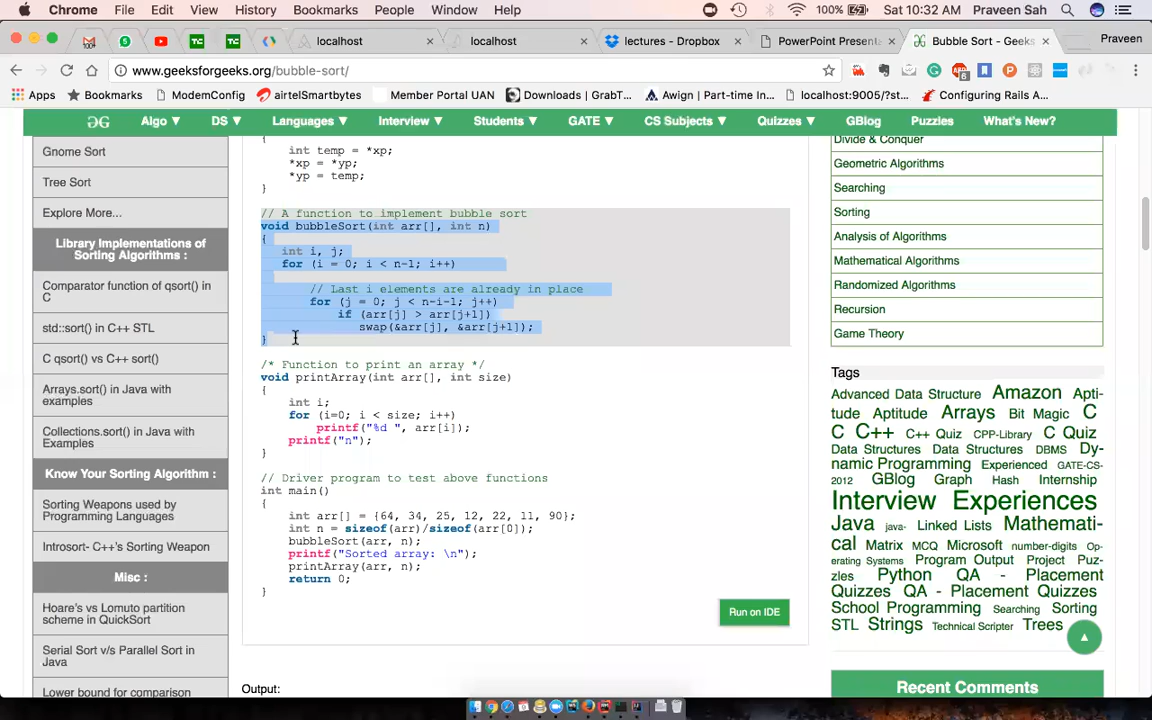 Chrome File Edit View History Bookmarks People Window Help 100% Sat 10:32 AM Praveen Sah
localhost localhost lectures - Dropbox PowerPoint Present Bubble Sort - Geeks Praveen
www.geeksforgeeks.org/bubble-sort/
Apps Bookmarks ModemConfig airtelSmartbytes Member Portal UAN Downloads | GrabT... Awign | Part-time In... localhost:9005/?st... Configuring Rails A...
Algo ▼ DS ▼ Languages ▼ Interview ▼ Students ▼ GATE ▼ CS Subjects ▼ Quizzes ▼ GBlog Puzzles What's New?
Gnome Sort
Tree Sort
Explore More...
Library Implementations of
Sorting Algorithms :
Comparator function of qsort() in
C
std::sort() in C++ STL
C qsort() vs C++ sort()
Arrays.sort() in Java with
examples
Collections.sort() in Java with
Examples
Know Your Sorting Algorithm :
Sorting Weapons used by
Programming Languages
Introsort- C++'s Sorting Weapon
Misc :
Hoare's vs Lomuto partition
scheme in QuickSort
Serial Sort v/s Parallel Sort in
Java
Lower bound for comparison
{
int temp = *xp;
*xp = *yp;
*yp = temp;
}
// A function to implement bubble sort
void bubbleSort(int arr[], int n)
{
int i, j;
for (i = 0; i < n-1; i++)
// Last i elements are already in place
for (j = 0; j < n-i-1; j++)
if (arr[j] > arr[j+1])
swap(&arr[j], &arr[j+1]);
}
/* Function to print an array */
void printArray(int arr[], int size)
{
int i;
for (i=0; i < size; i++)
printf("%d ", arr[i]);
printf("n");
}
// Driver program to test above functions
int main()
{
int arr[] = {64, 34, 25, 12, 22, 11, 90};
int n = sizeof(arr)/sizeof(arr[0]);
bubbleSort(arr, n);
printf("Sorted array: \n");
printArray(arr, n);
return 0;
}
Run on IDE
Output:
Divide & Conquer
Geometric Algorithms
Searching
Sorting
Analysis of Algorithms
Mathematical Algorithms
Randomized Algorithms
Recursion
Game Theory
Tags
Advanced Data Structure Amazon Apti-
tude Aptitude Arrays Bit Magic C
C C++ C++ Quiz CPP-Library C Quiz
Data Structures Data Structures DBMS Dy-
namic Programming Experienced GATE-CS-
2012 GBlog Graph Hash Internship
Interview Experiences
Java java- Linked Lists Mathemati-
cal Matrix MCQ Microsoft number-digits Op-
erating Systems Program Output Project Puz-
zles Python QA - Placement
Quizzes QA - Placement Quizzes
School Programming Searching Sorting
STL Strings Technical Scripter Trees
Recent Comments